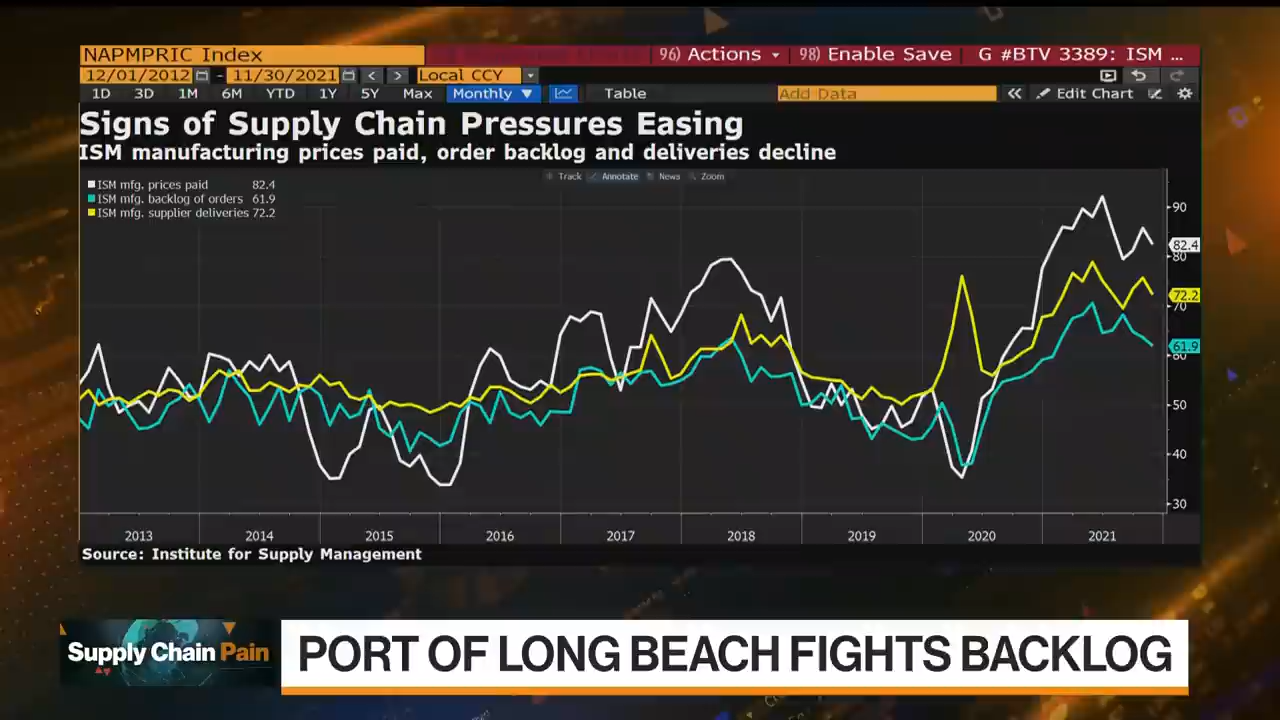 NAPMPRIC Index
96) Actions 98) Enable Save G #BTV 3389: ISM ...
12/01/2012 - 11/30/2021 < > Local CCY
1D 3D 1M 6M YTD 1Y 5Y Max Monthly ▼ Table Add Data « Edit Chart
Signs of Supply Chain Pressures Easing
ISM manufacturing prices paid, order backlog and deliveries decline
Track Annotate News Zoom
ISM mfg. prices paid 82.4
ISM mfg. backlog of orders 61.9
ISM mfg. supplier deliveries 72.2
90
82.4
80
72.2
70
61.9
60
50
40
30
2013 2014 2015 2016 2017 2018 2019 2020 2021
Source: Institute for Supply Management
Supply Chain Pain
PORT OF LONG BEACH FIGHTS BACKLOG